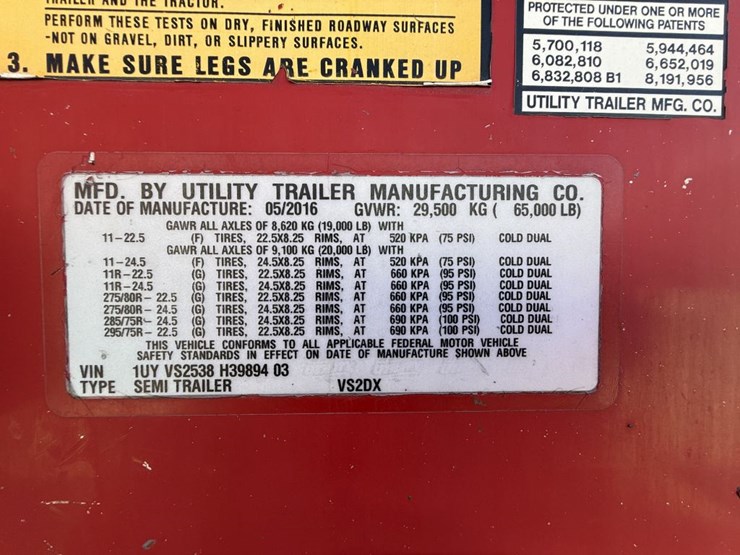 TRAILER AND THE TRACTOR.
PERFORM THESE TESTS ON DRY, FINISHED ROADWAY SURFACES
-NOT ON GRAVEL, DIRT, OR SLIPPERY SURFACES.
3. MAKE SURE LEGS ARE CRANKED UP
PROTECTED UNDER ONE OR MORE
OF THE FOLLOWING PATENTS
5,700,118 5,944,464
6,082,810 6,652,019
6,832,808 B1 8,191,956
UTILITY TRAILER MFG. CO.
MFD. BY UTILITY TRAILER MANUFACTURING CO.
DATE OF MANUFACTURE: 05/2016 GVWR: 29,500 KG ( 65,000 LB)
GAWR ALL AXLES OF 8,620 KG (19,000 LB) WITH
11-22.5 (F) TIRES, 22.5X8.25 RIMS, AT 520 KPA (75 PSI) COLD DUAL
GAWR ALL AXLES OF 9,100 KG (20,000 LB) WITH
11-24.5 (F) TIRES, 24.5X8.25 RIMS, AT 520 KPA (75 PSI) COLD DUAL
11R-22.5 (G) TIRES, 22.5X8.25 RIMS, AT 660 KPA (95 PSI) COLD DUAL
11R-24.5 (G) TIRES, 24.5X8.25 RIMS, AT 660 KPA (95 PSI) COLD DUAL
275/80R- 22.5 (G) TIRES, 22.5X8.25 RIMS, AT 660 KPA (95 PSI) COLD DUAL
275/80R- 24.5 (G) TIRES, 24.5X8.25 RIMS, AT 660 KPA (95 PSI) COLD DUAL
285/75R- 24.5 (G) TIRES, 24.5X8.25 RIMS, AT 690 KPA (100 PSI) COLD DUAL
295/75R- 22.5 (G) TIRES, 22.5X8.25 RIMS, AT 690 KPA (100 PSI) COLD DUAL
THIS VEHICLE CONFORMS TO ALL APPLICABLE FEDERAL MOTOR VEHICLE
SAFETY STANDARDS IN EFFECT ON DATE OF MANUFACTURE SHOWN ABOVE
VIN 1UY VS2538 H39894 03
TYPE SEMI TRAILER VS2DX